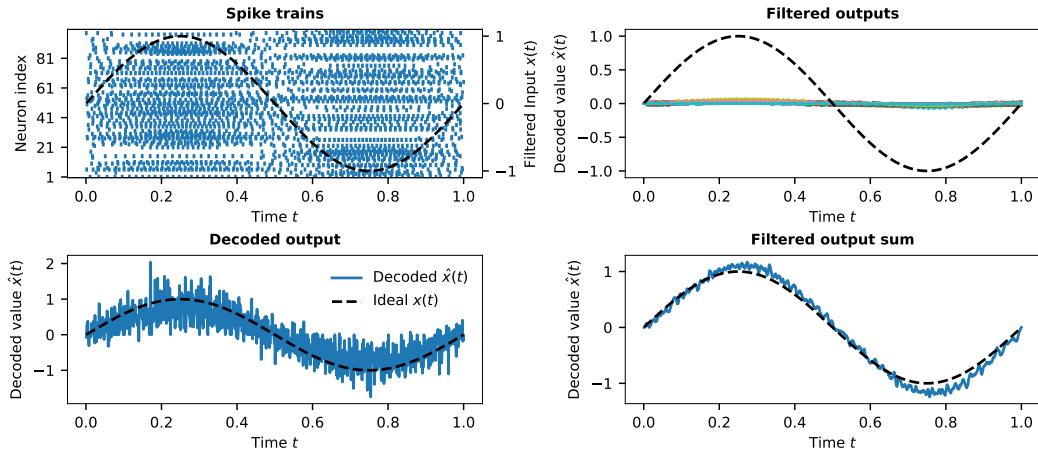 Spike trains
Neuron index
81
61
41
21
1
1
0
−1
Filtered Input x(t)
0.0 0.2 0.4 0.6 0.8 1.0
Time t
Filtered outputs
Decoded value x̂(t)
1.0
0.5
0.0
−0.5
−1.0
0.0 0.2 0.4 0.6 0.8 1.0
Time t
Decoded output
Decoded value x̂(t)
2
1
0
−1
Decoded x̂(t)
Ideal x(t)
0.0 0.2 0.4 0.6 0.8 1.0
Time t
Filtered output sum
Decoded value x̂(t)
1
0
−1
0.0 0.2 0.4 0.6 0.8 1.0
Time t